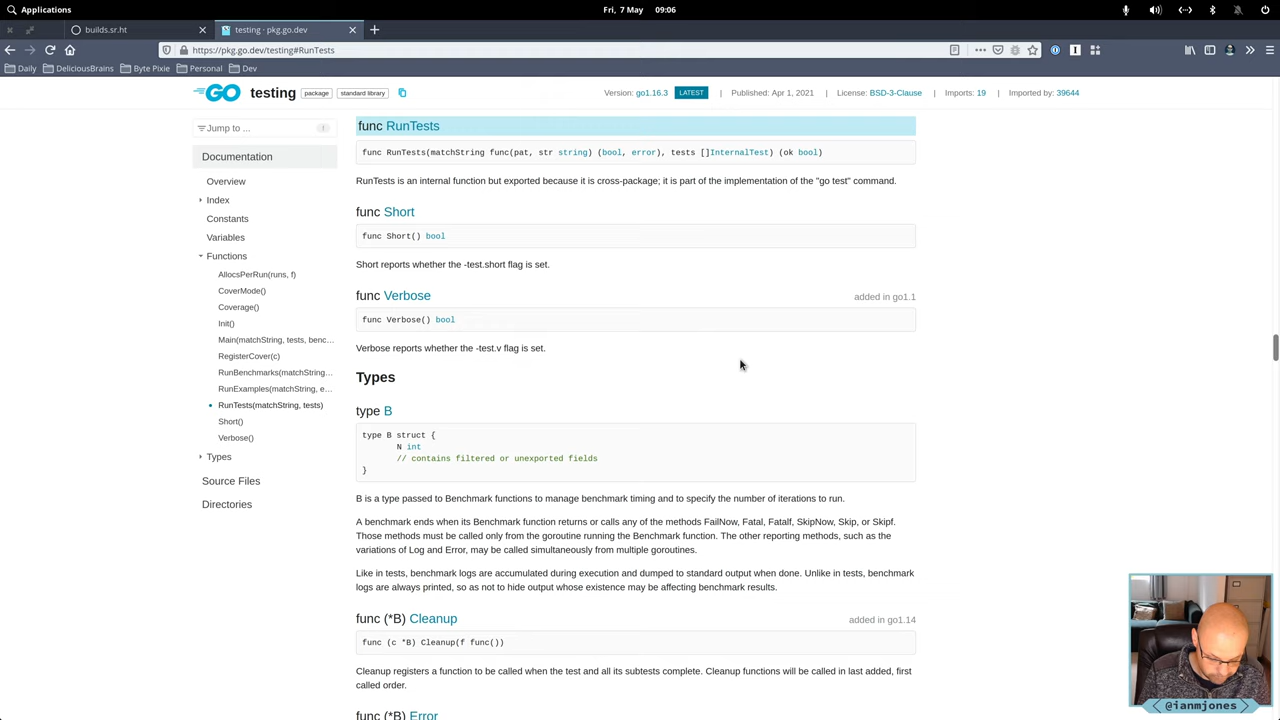 Applications
Fri, 7 May 09:06
builds.sr.ht
testing · pkg.go.dev
https://pkg.go.dev/testing#RunTests
Daily
DeliciousBrains
Byte Pixie
Personal
Dev
GO
testing
package
standard library
Version: go1.16.3 LATEST | Published: Apr 1, 2021 | License: BSD-3-Clause | Imports: 19 | Imported by: 39644
Jump to ...
Documentation
Overview
Index
Constants
Variables
Functions
AllocsPerRun(runs, f)
CoverMode()
Coverage()
Init()
Main(matchString, tests, benc...
RegisterCover(c)
RunBenchmarks(matchString...
RunExamples(matchString, e...
RunTests(matchString, tests)
Short()
Verbose()
Types
Source Files
Directories
func RunTests
func RunTests(matchString func(pat, str string) (bool, error), tests []InternalTest) (ok bool)
RunTests is an internal function but exported because it is cross-package; it is part of the implementation of the "go test" command.
func Short
func Short() bool
Short reports whether the -test.short flag is set.
func Verbose
added in go1.1
func Verbose() bool
Verbose reports whether the -test.v flag is set.
Types
type B
type B struct {
N int
// contains filtered or unexported fields
}
B is a type passed to Benchmark functions to manage benchmark timing and to specify the number of iterations to run.
A benchmark ends when its Benchmark function returns or calls any of the methods FailNow, Fatal, Fatalf, SkipNow, Skip, or Skipf.
Those methods must be called only from the goroutine running the Benchmark function. The other reporting methods, such as the
variations of Log and Error, may be called simultaneously from multiple goroutines.
Like in tests, benchmark logs are accumulated during execution and dumped to standard output when done. Unlike in tests, benchmark
logs are always printed, so as not to hide output whose existence may be affecting benchmark results.
func (*B) Cleanup
added in go1.14
func (c *B) Cleanup(f func())
Cleanup registers a function to be called when the test and all its subtests complete. Cleanup functions will be called in last added, first
called order.
func (*B) Error
< @ianmjones >